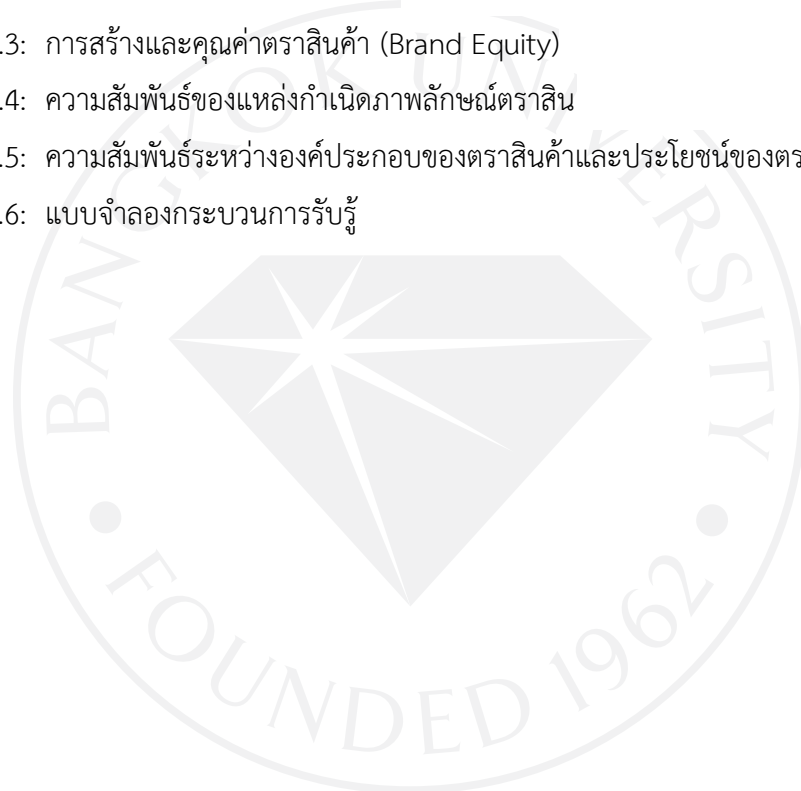 .3: การสร้างและคุณค่าตราสินค้า (Brand Equity)
.4: ความสัมพันธ์ของแหล่งกำเนิดภาพลักษณ์ตราสิน
.5: ความสัมพันธ์ระหว่างองค์ประกอบของตราสินค้าและประโยชน์ของตร
.6: แบบจำลองกระบวนการรับรู้
BANGKOK UNIVERSITY
FOUNDED 1962